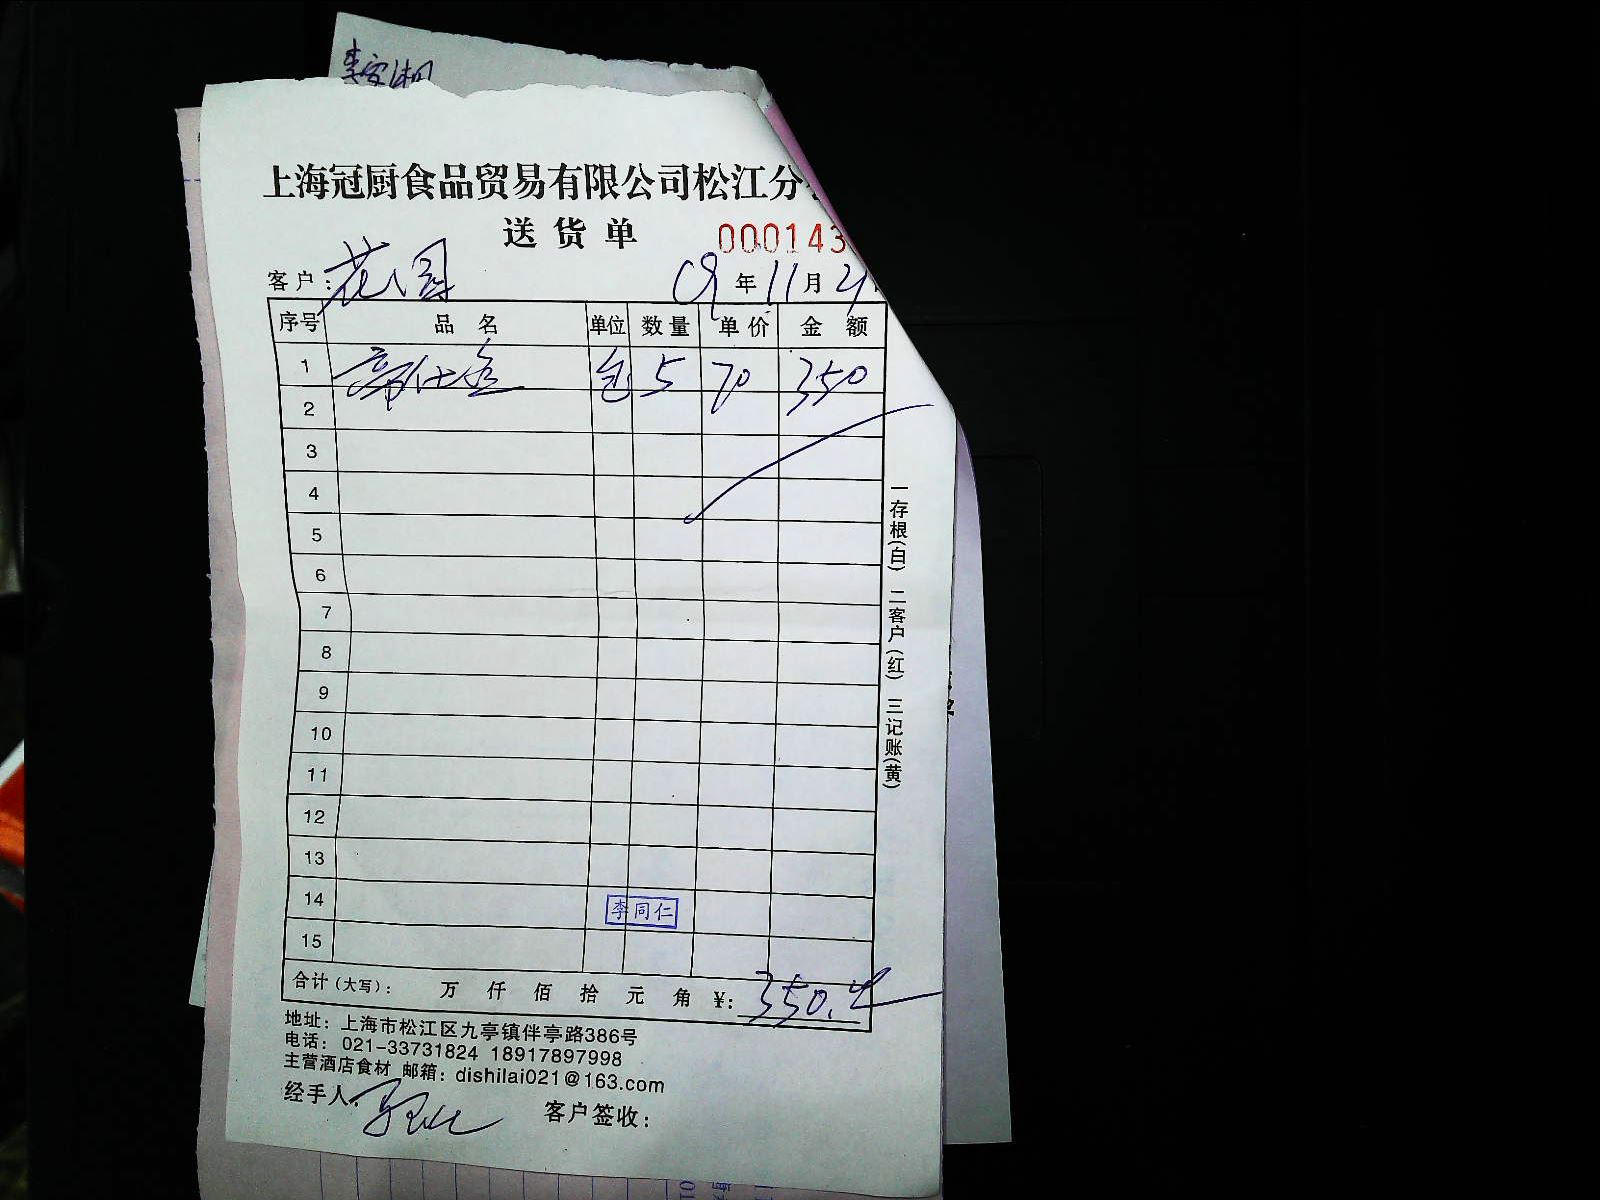 上海冠厨食品贸易有限公司松江分
送货单
000143
客户: 花园
09年11月21
序号 品名 单位 数量 单价 金额
1 包 5 70 350
2
3
4
5
6
7
8
9
10
11
12
13
14
李同仁
15
合计(大写): 万 仟 佰 拾 元 角 ¥: 350.
地址: 上海市松江区九亭镇伴亭路386号
电话: 021-33731824 18917897998
主营酒店食材 邮箱: dishilai021@163.com
经手人:
客户签收:
一存根(白) 二客户(红) 三记账(黄)